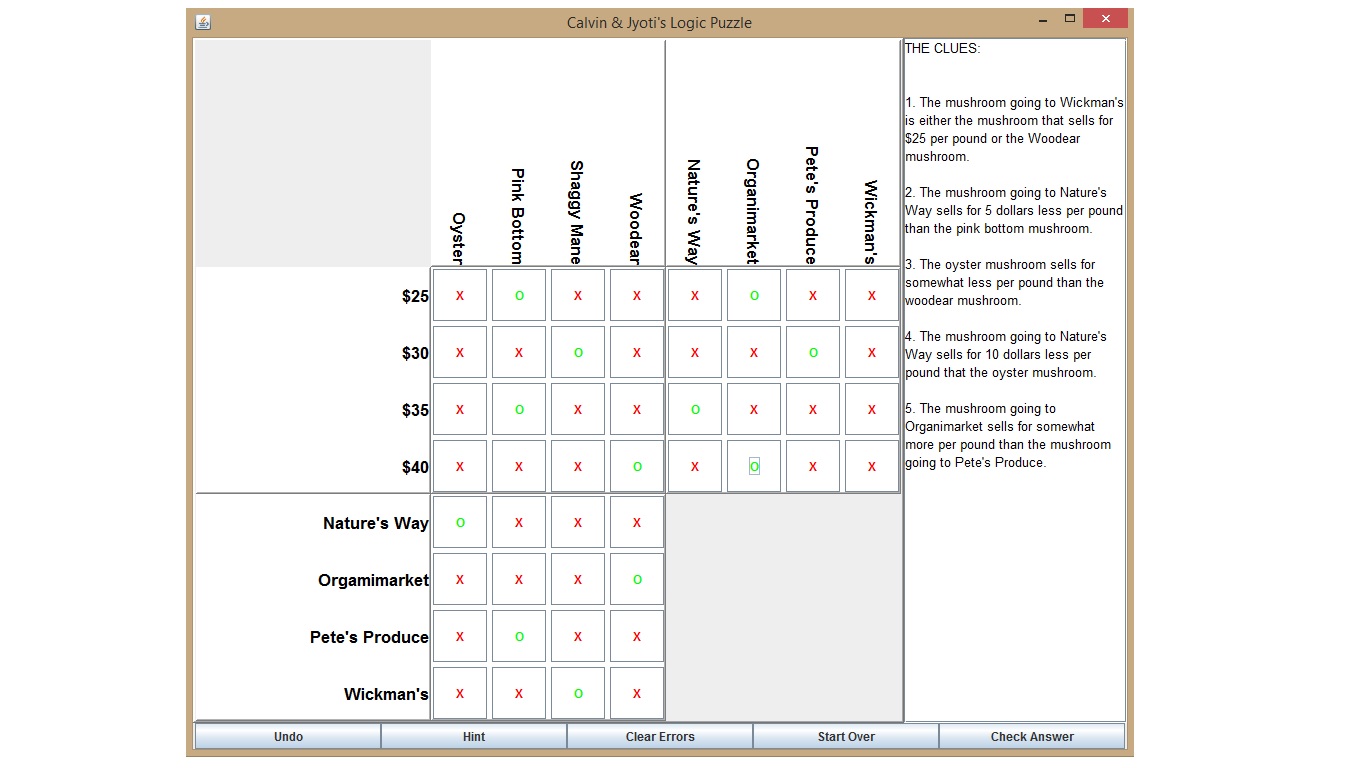 Calvin & Jyoti's Logic Puzzle
Oyster
Pink Bottom
Shaggy Mane
Woodear
Nature's Way
Organimarket
Pete's Produce
Wickman's
$25 X O X X X O X X
$30 X X O X X X O X
$35 X O X X O X X X
$40 X X X O X O X X
Nature's Way O X X X
Orgamimarket X X X O
Pete's Produce X O X X
Wickman's X X O X
THE CLUES:
1. The mushroom going to Wickman's
is either the mushroom that sells for
$25 per pound or the Woodear
mushroom.
2. The mushroom going to Nature's
Way sells for 5 dollars less per pound
than the pink bottom mushroom.
3. The oyster mushroom sells for
somewhat less per pound than the
woodear mushroom.
4. The mushroom going to Nature's
Way sells for 10 dollars less per
pound that the oyster mushroom.
5. The mushroom going to
Organimarket sells for somewhat
more per pound than the mushroom
going to Pete's Produce.
Undo
Hint
Clear Errors
Start Over
Check Answer